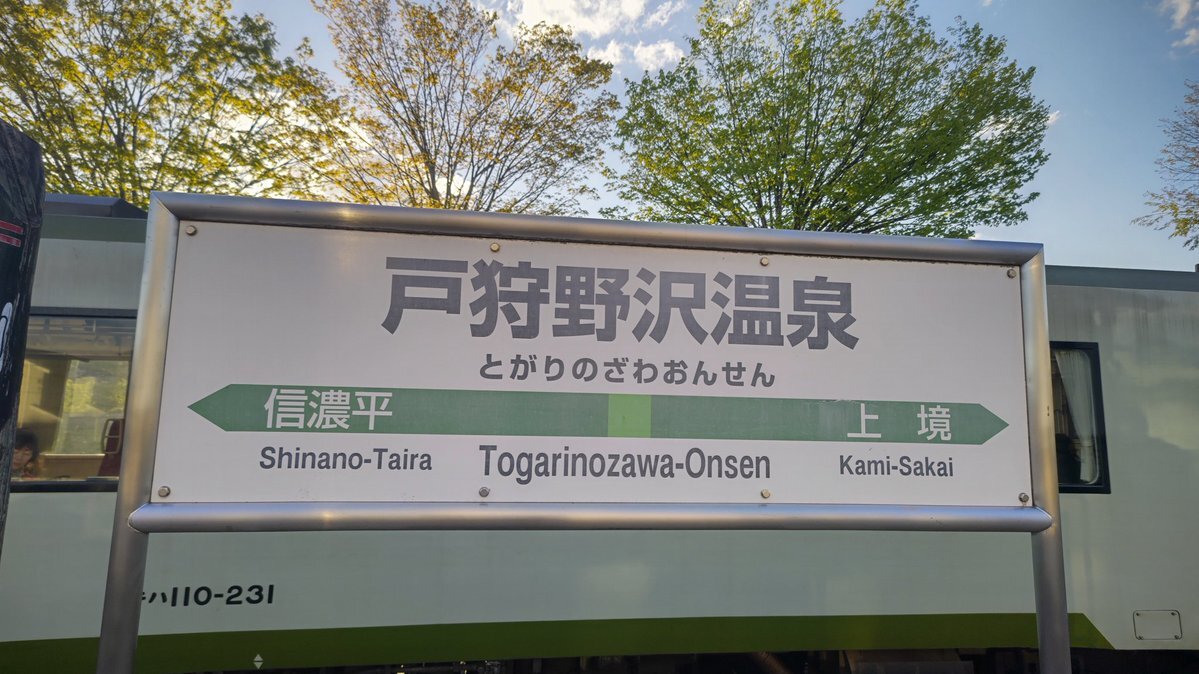 戸狩野沢温泉
とがりのざわおんせん
信濃平 上境
Shinano-Taira Togarinozawa-Onsen Kami-Sakai
ハ110-231